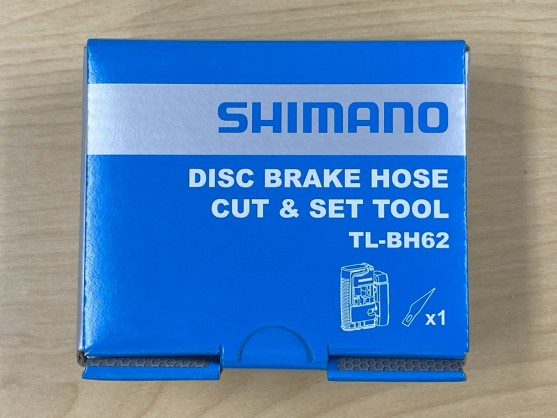 SHIMANO
DISC BRAKE HOSE
CUT & SET TOOL
TL-BH62
x1